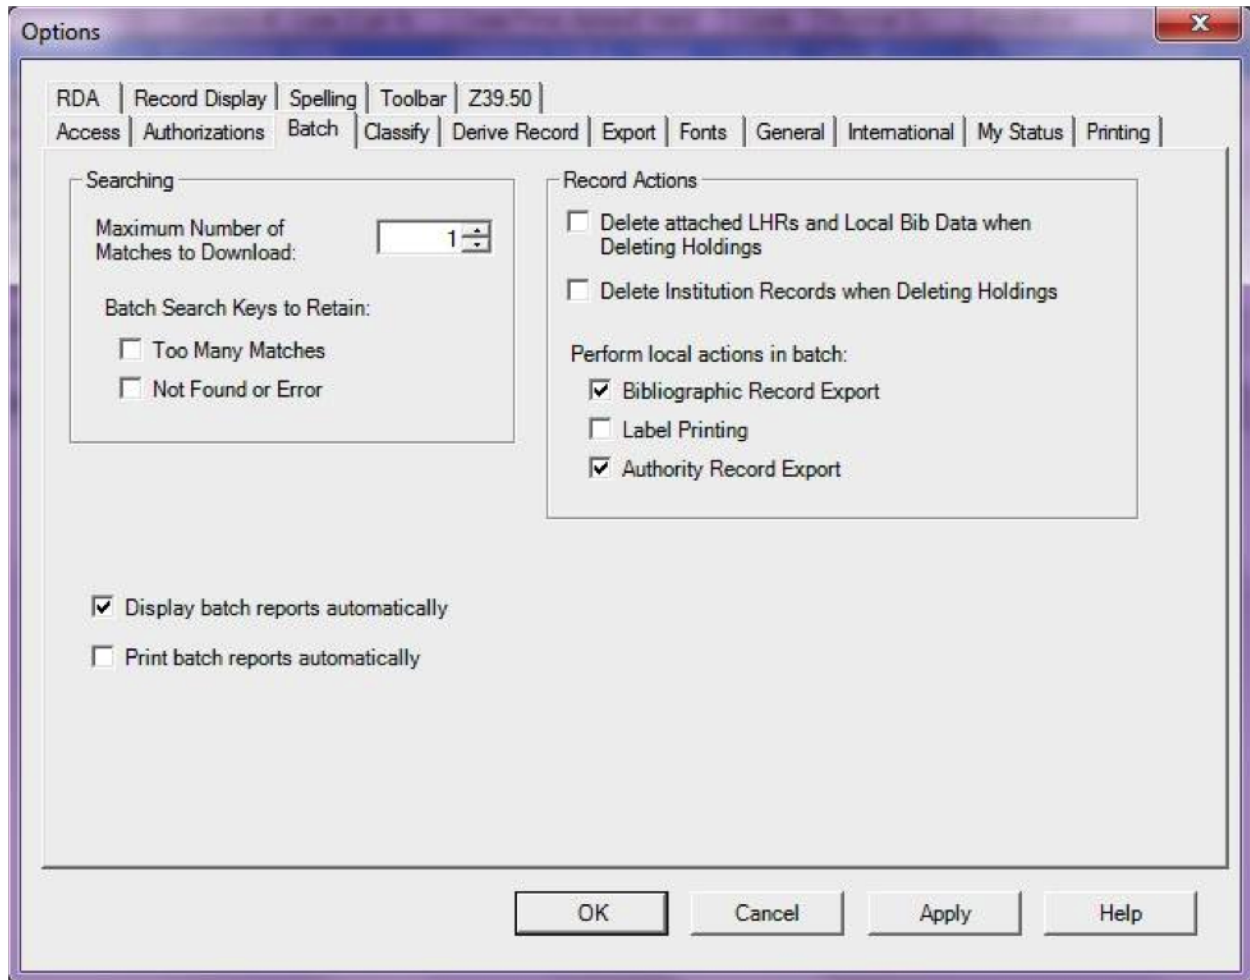 Options
RDA Record Display Spelling Toolbar Z39.50
Access Authorizations Batch Classify Derive Record Export Fonts General International My Status Printing
Searching
Maximum Number of
Matches to Download:
1
Batch Search Keys to Retain:
Too Many Matches
Not Found or Error
Record Actions
Delete attached LHRs and Local Bib Data when
Deleting Holdings
Delete Institution Records when Deleting Holdings
Perform local actions in batch:
Bibliographic Record Export
Label Printing
Authority Record Export
Display batch reports automatically
Print batch reports automatically
OK Cancel Apply Help